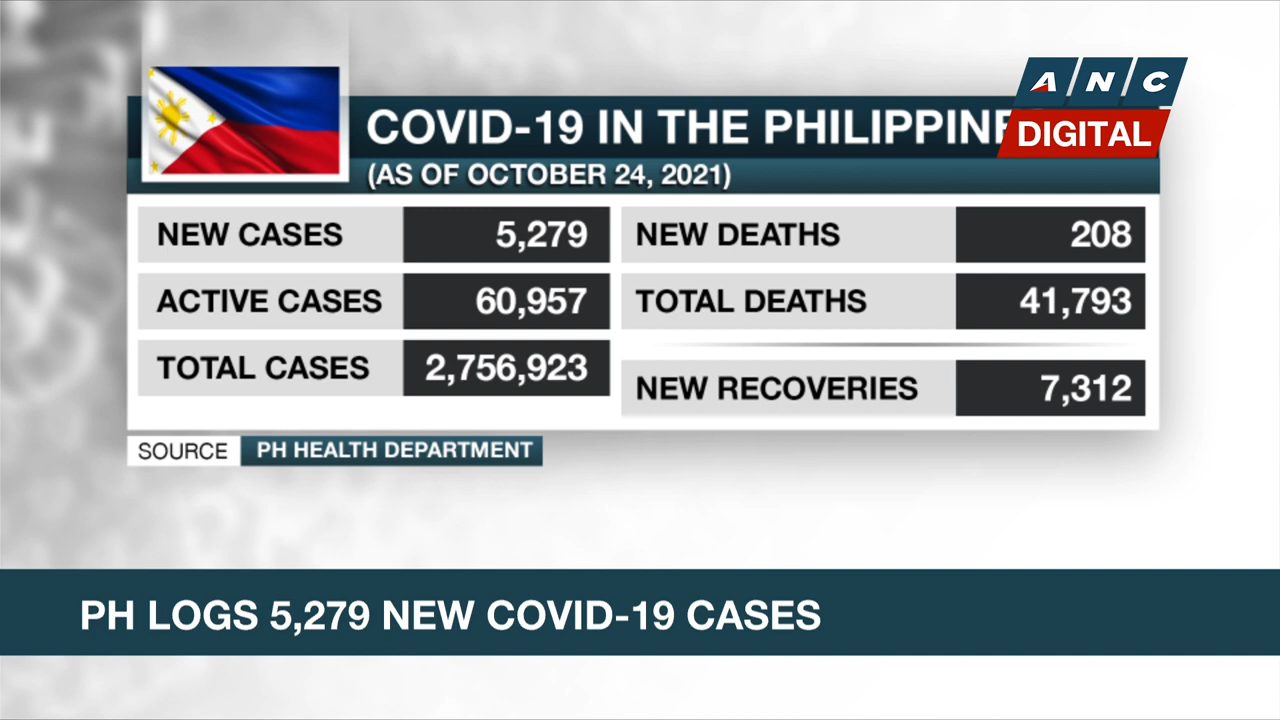 ANC
DIGITAL
COVID-19 IN THE PHILIPPINE
(AS OF OCTOBER 24, 2021)
NEW CASES 5,279
ACTIVE CASES 60,957
TOTAL CASES 2,756,923
NEW DEATHS 208
TOTAL DEATHS 41,793
NEW RECOVERIES 7,312
SOURCE PH HEALTH DEPARTMENT
PH LOGS 5,279 NEW COVID-19 CASES